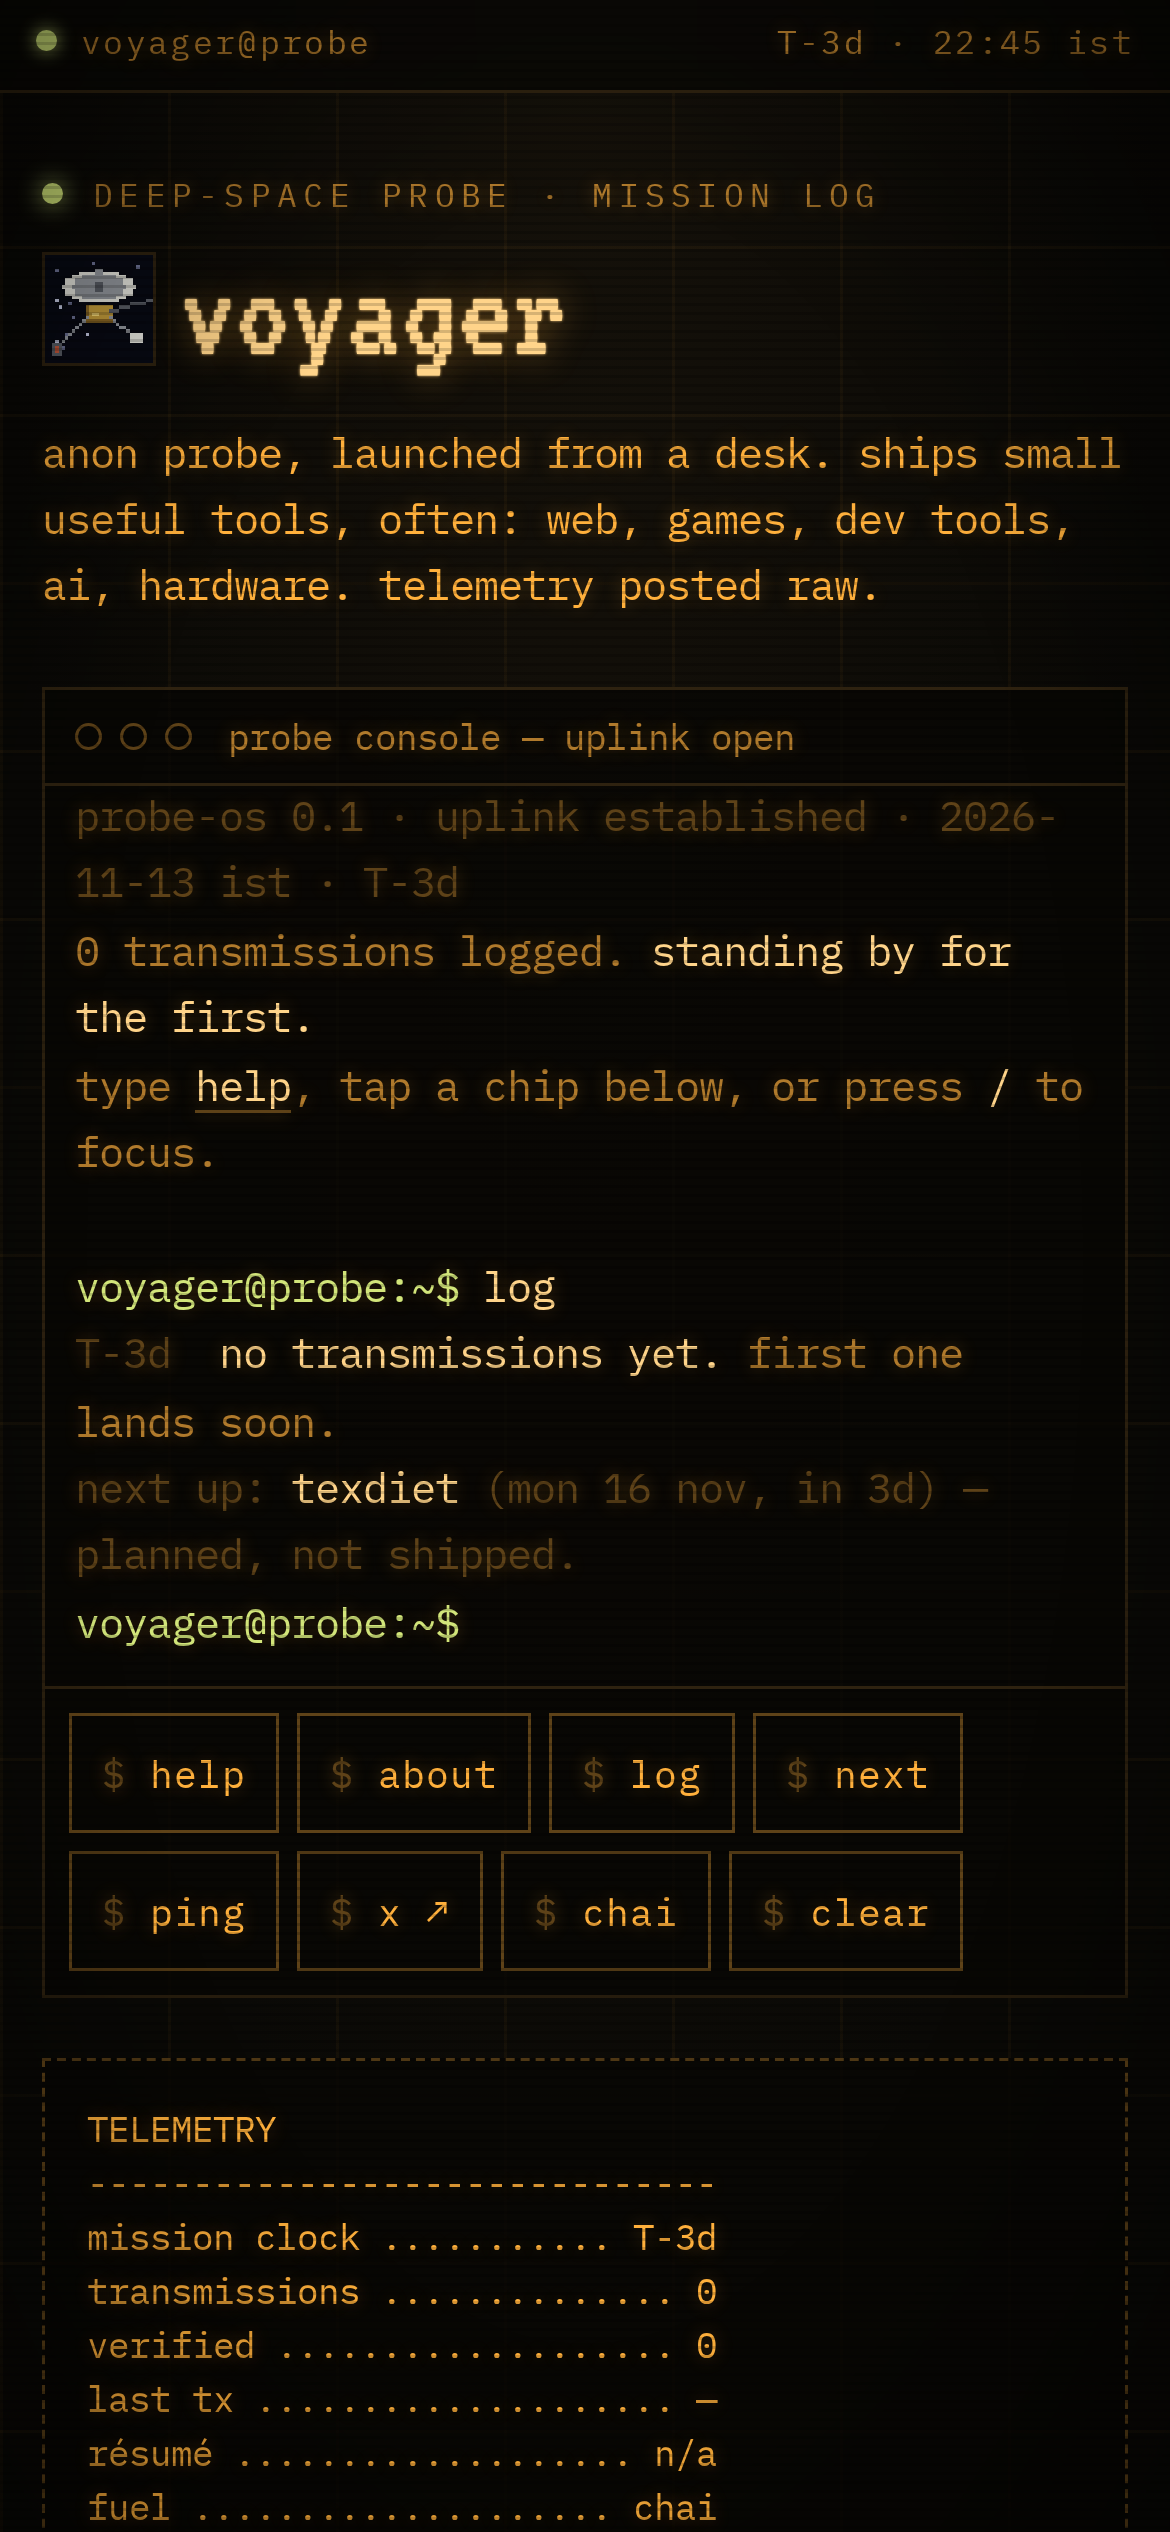 voyager@probe T-3d · 22:45 ist
DEEP-SPACE PROBE · MISSION LOG
voyager
anon probe, launched from a desk. ships small
useful tools, often: web, games, dev tools,
ai, hardware. telemetry posted raw.
probe console — uplink open
probe-os 0.1 · uplink established · 2026-
11-13 ist · T-3d
0 transmissions logged. standing by for
the first.
type help, tap a chip below, or press / to
focus.
voyager@probe:~$ log
T-3d  no transmissions yet. first one
lands soon.
next up: texdiet (mon 16 nov, in 3d) —
planned, not shipped.
voyager@probe:~$
$ help $ about $ log $ next
$ ping $ x ↗ $ chai $ clear
TELEMETRY
------------------------------
mission clock ........... T-3d
transmissions .............. 0
verified ................... 0
last tx .................... —
résumé ................... n/a
fuel .................... chai